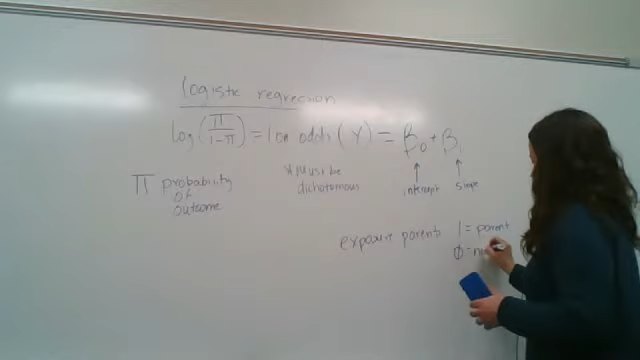 logistic regression
log(π/1-π) = log odds (Y) = β₀ + β₁
* Must be
dichotomous
intercept slope
π probability
of
outcome
exposure parents 1 = parent
0 = n